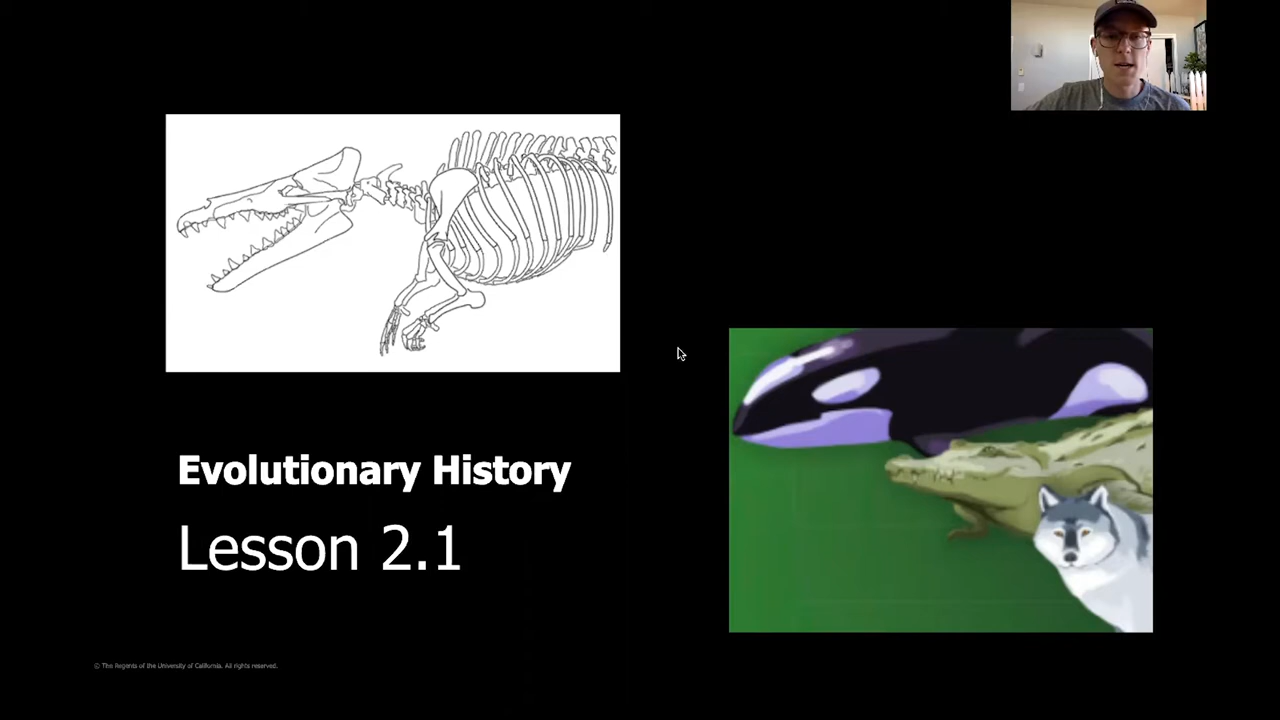 Evolutionary History
Lesson 2.1
© The Regents of the University of California. All rights reserved.